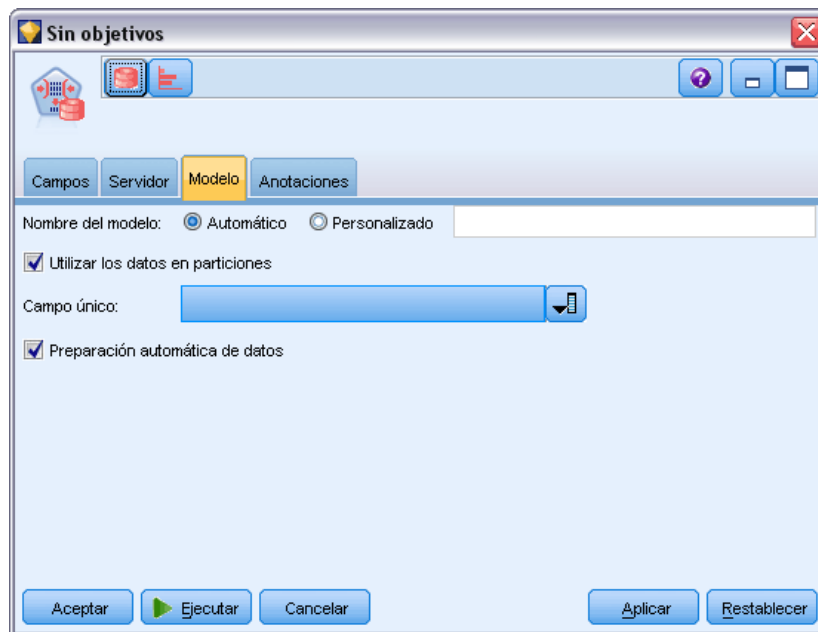 Sin objetivos
Campos Servidor Modelo Anotaciones
Nombre del modelo: Automático Personalizado
Utilizar los datos en particiones
Campo único:
Preparación automática de datos
Aceptar Ejecutar Cancelar Aplicar Restablecer